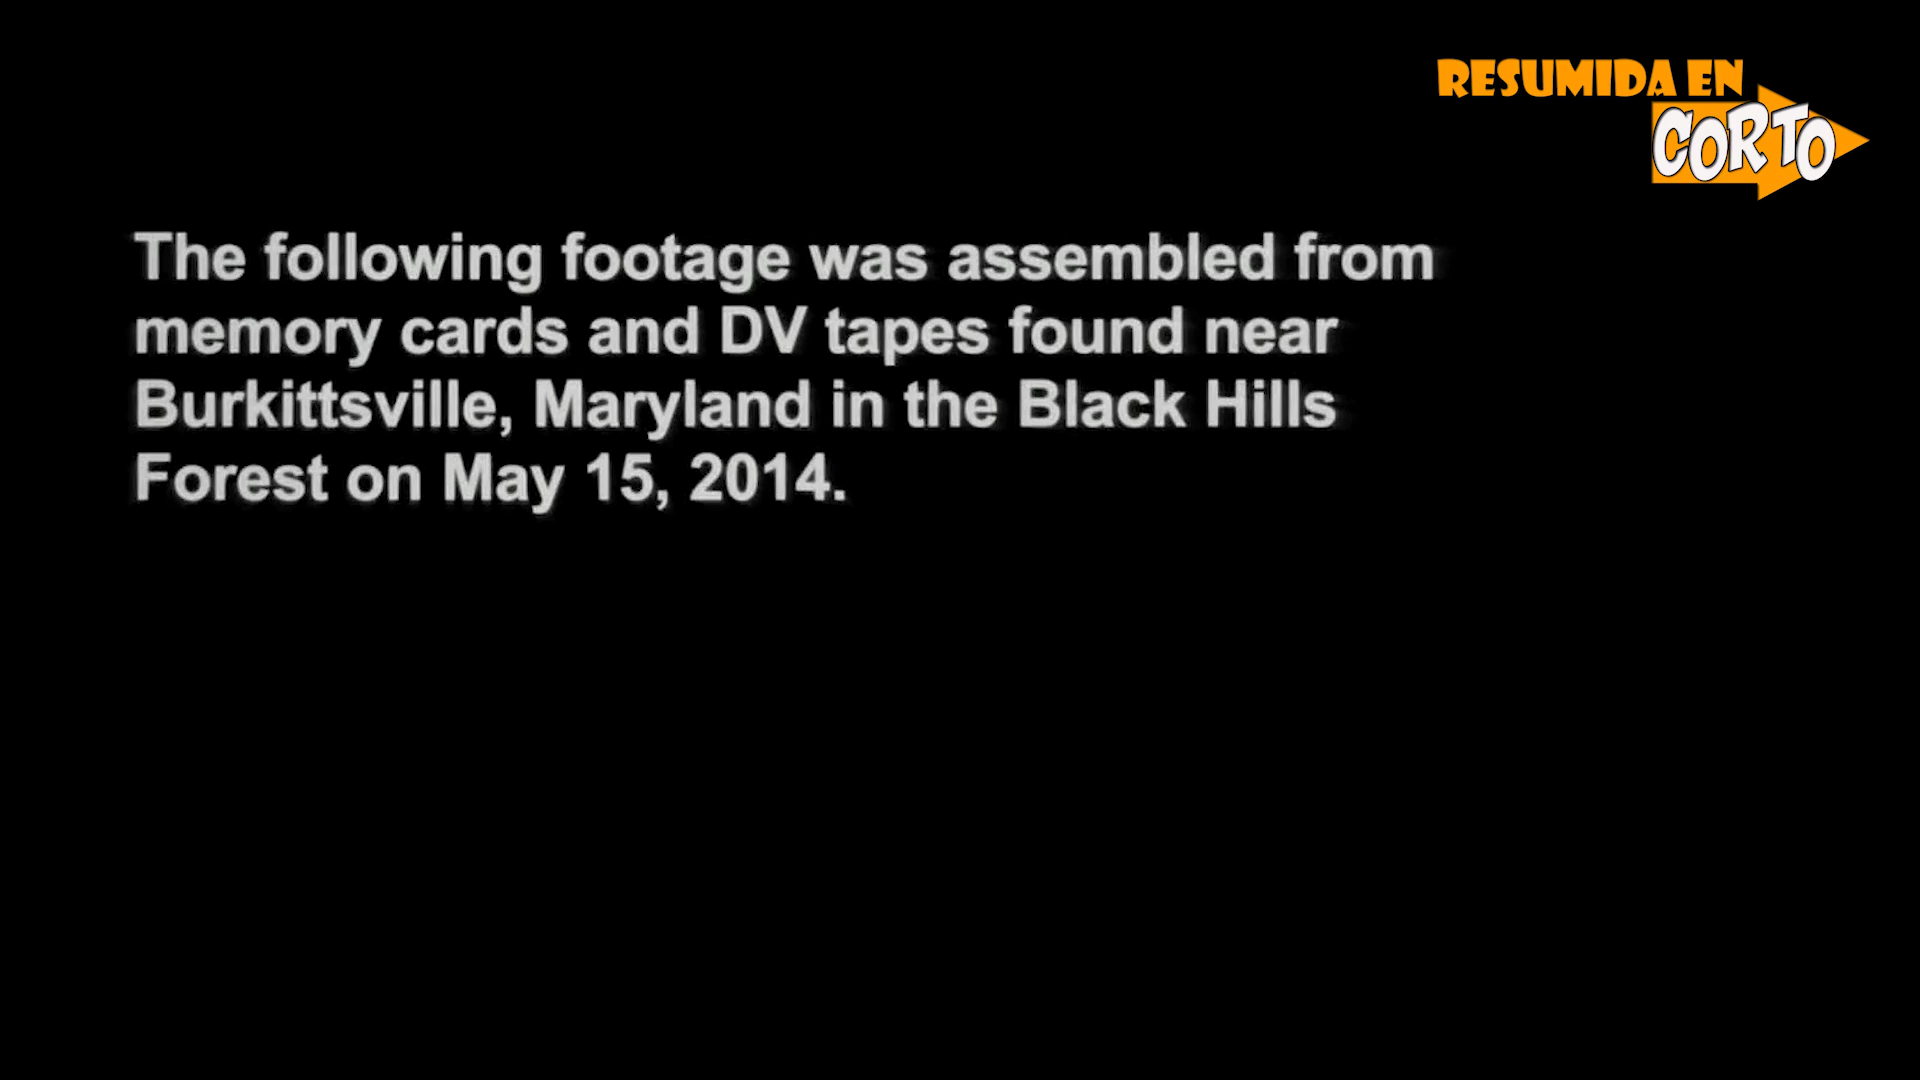 RESUMIDA EN
CORTO
The following footage was assembled from
memory cards and DV tapes found near
Burkittsville, Maryland in the Black Hills
Forest on May 15, 2014.